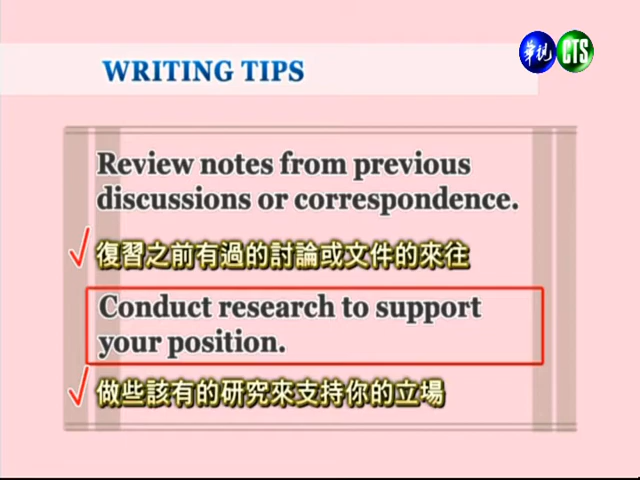 華視 CTS
WRITING TIPS
Review notes from previous
discussions or correspondence.
復習之前有過的討論或文件的來往
Conduct research to support
your position.
做些該有的研究來支持你的立場